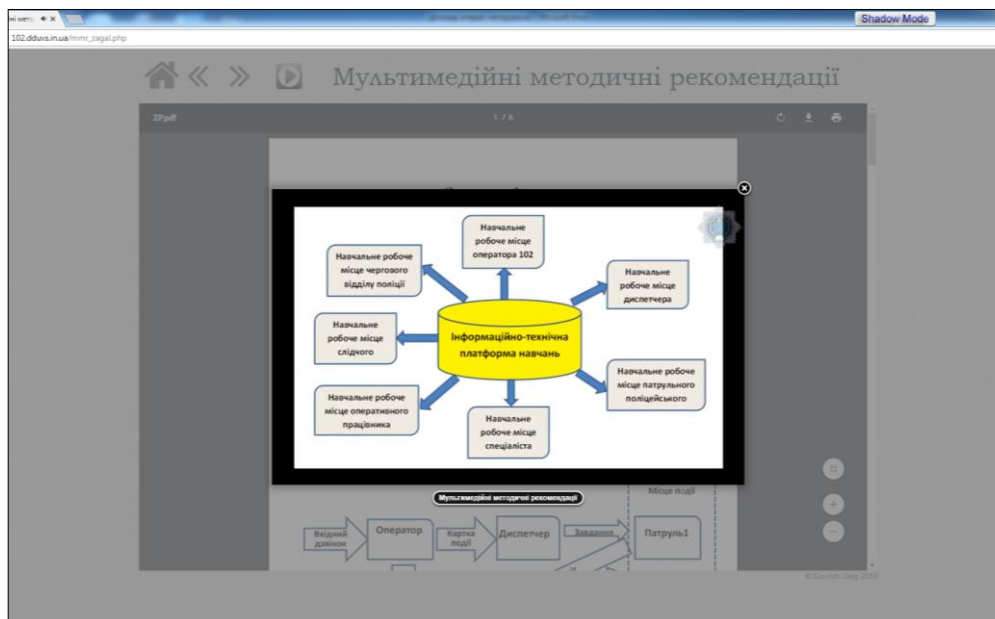 Shadow Mode
102.dduvs.in.ua/mmr_zagal.php
Мультимедійні методичні рекомендації
ZP.pdf
1 / 6
Навчальне
робоче місце
оператора 102
Навчальне робоче
місце чергового
відділу поліції
Навчальне
робоче місце
диспетчера
Навчальне
робоче місце
слідчого
Інформаційно-технічна
платформа навчань
Навчальне робоче
місце патрульного
поліцейського
Навчальне робоче
місце оперативного
працівника
Навчальне
робоче місце
спеціаліста
Мультимедійні методичні рекомендації
Місце події
Вхідний
дзвінок
Оператор
Картка
події
Диспетчер
Завдання
Патруль1